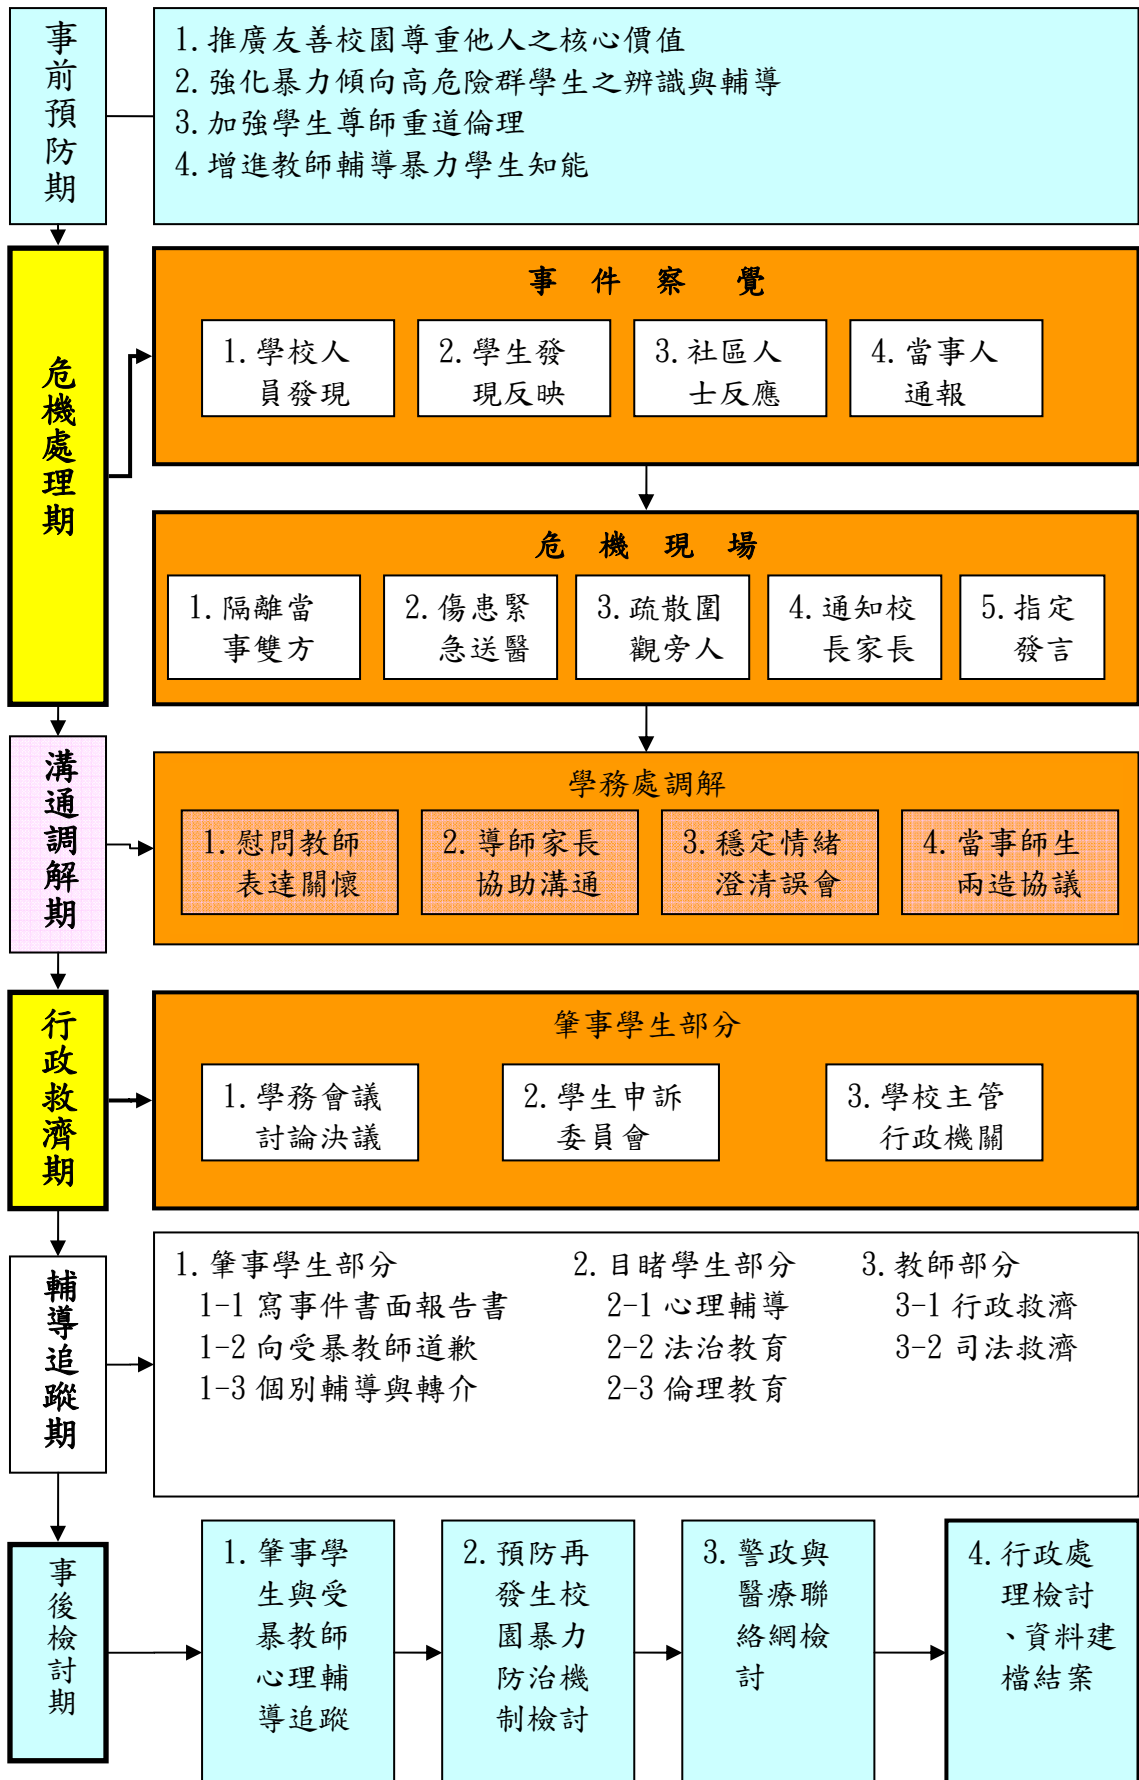 事前預防期
1.推廣友善校園尊重他人之核心價值
2.強化暴力傾向高危險群學生之辨識與輔導
3.加強學生尊師重道倫理
4.增進教師輔導暴力學生知能
危機處理期
事件察覺
1.學校人
員發現
2.學生發
現反映
3.社區人
士反應
4.當事人
通報
危機現場
1.隔離當
事雙方
2.傷患緊
急送醫
3.疏散圍
觀旁人
4.通知校
長家長
5.指定
發言
溝通調解期
學務處調解
1.慰問教師
表達關懷
2.導師家長
協助溝通
3.穩定情緒
澄清誤會
4.當事師生
兩造協議
行政救濟期
肇事學生部分
1.學務會議
討論決議
2.學生申訴
委員會
3.學校主管
行政機關
輔導追蹤期
1.肇事學生部分
1-1 寫事件書面報告書
1-2 向受暴教師道歉
1-3 個別輔導與轉介
2.目睹學生部分
2-1 心理輔導
2-2 法治教育
2-3 倫理教育
3.教師部分
3-1 行政救濟
3-2 司法救濟
事後檢討期
1.肇事學
生與受
暴教師
心理輔
導追蹤
2.預防再
發生校
園暴力
防治機
制檢討
3.警政與
醫療聯
絡網檢
討
4.行政處
理檢討
、資料建
檔結案